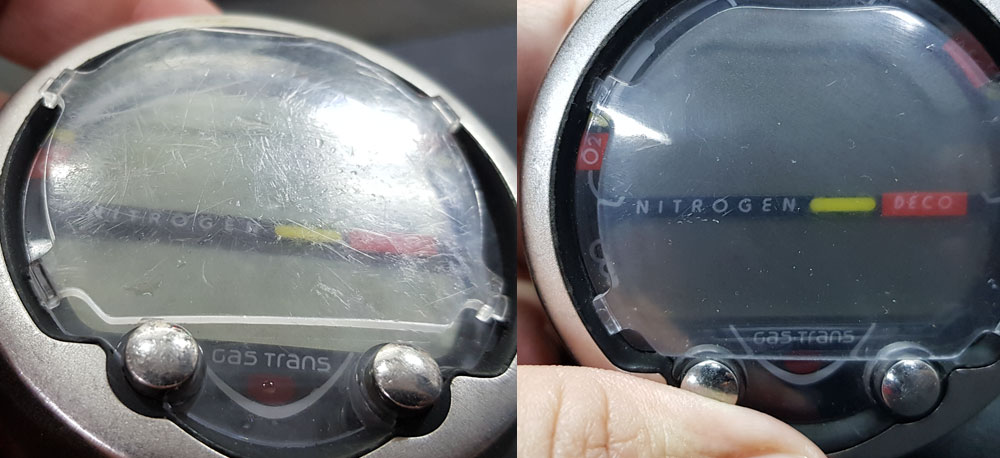 NITROGEN
Gas Trans
O2
NITROGEN DECO
Gas Trans